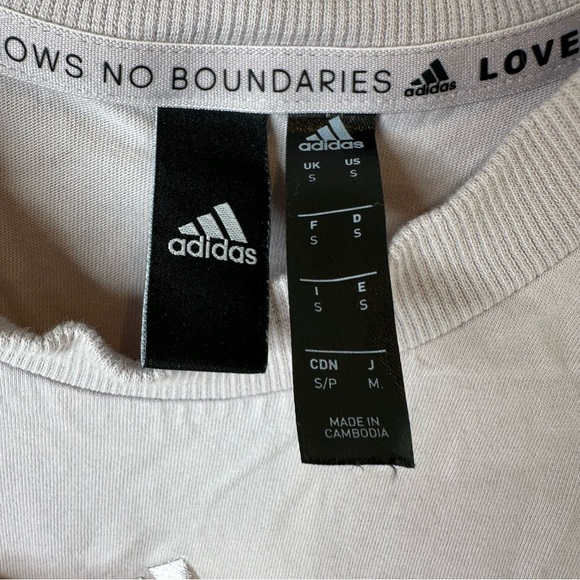 OWS NO BOUNDARIES adidas LOVE
adidas
adidas
UK US
S S
F D
S S
I E
S S
CDN J
S/P M
MADE IN
CAMBODIA